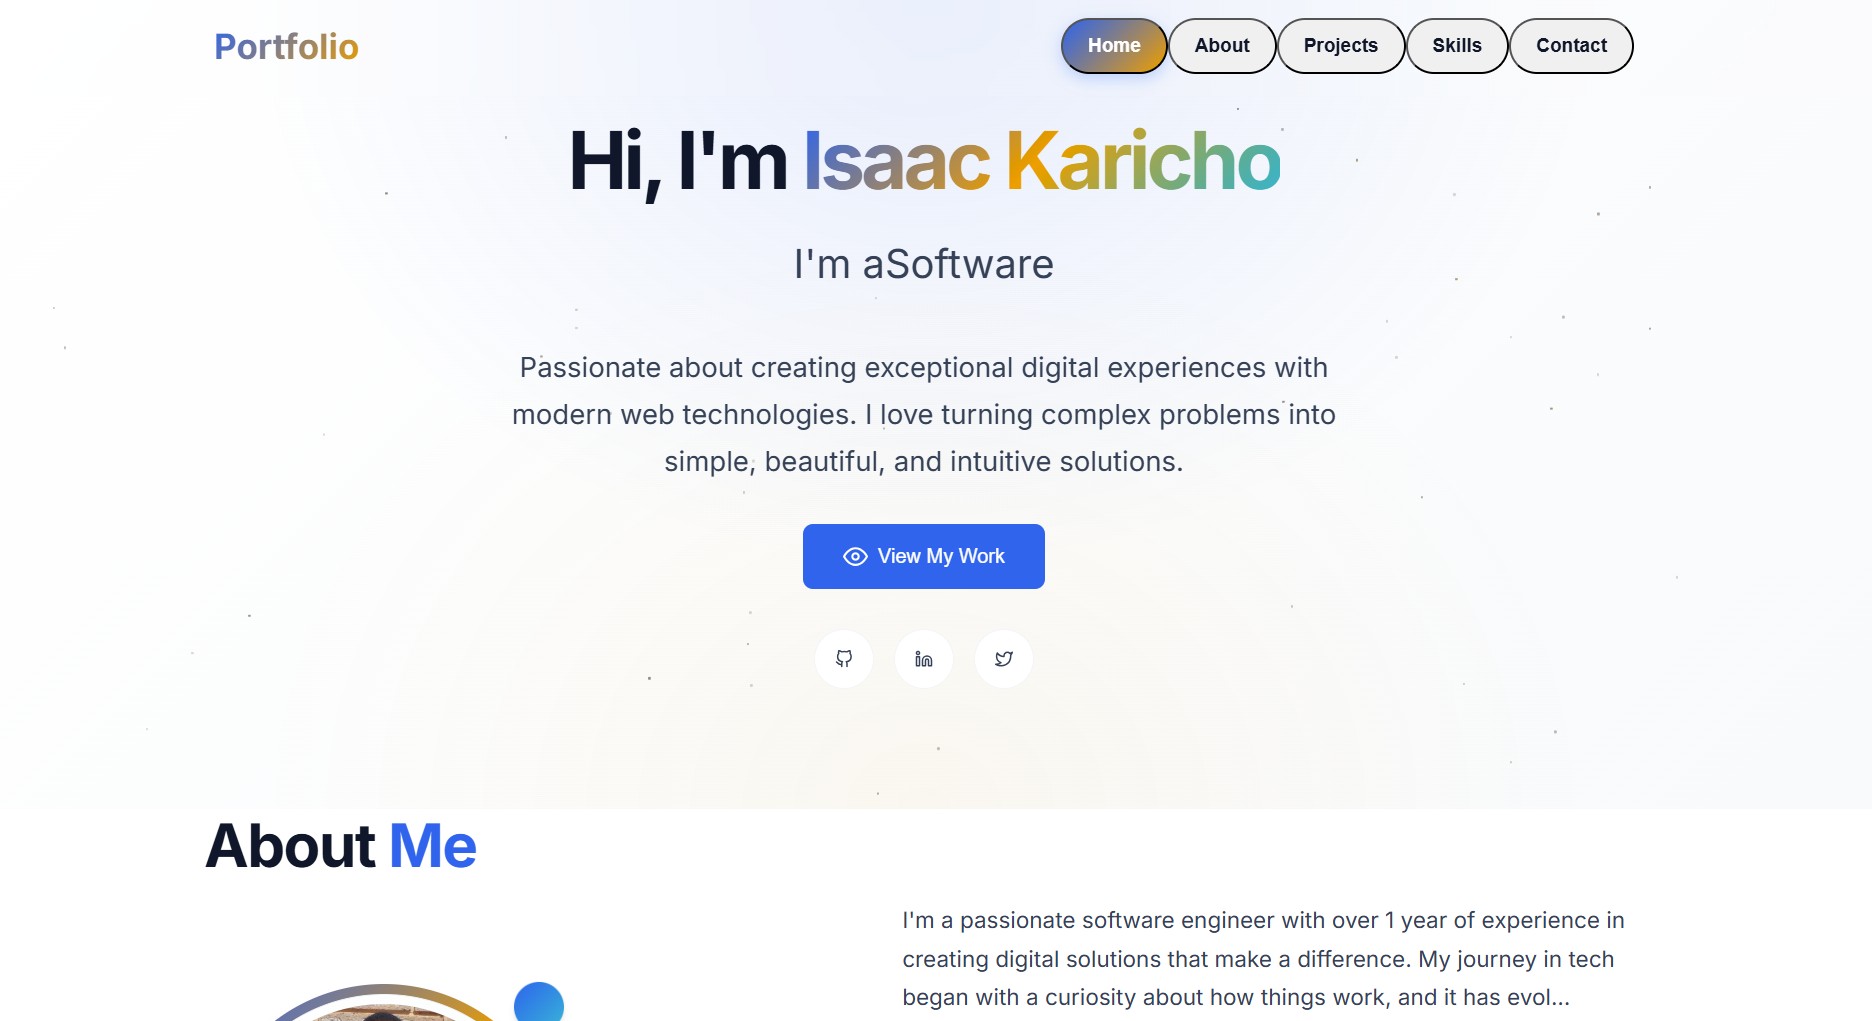 Portfolio
Home
About
Projects
Skills
Contact
Hi, I'm Isaac Karicho
I'm aSoftware
Passionate about creating exceptional digital experiences with
modern web technologies. I love turning complex problems into
simple, beautiful, and intuitive solutions.
View My Work
About Me
I'm a passionate software engineer with over 1 year of experience in
creating digital solutions that make a difference. My journey in tech
began with a curiosity about how things work, and it has evol...